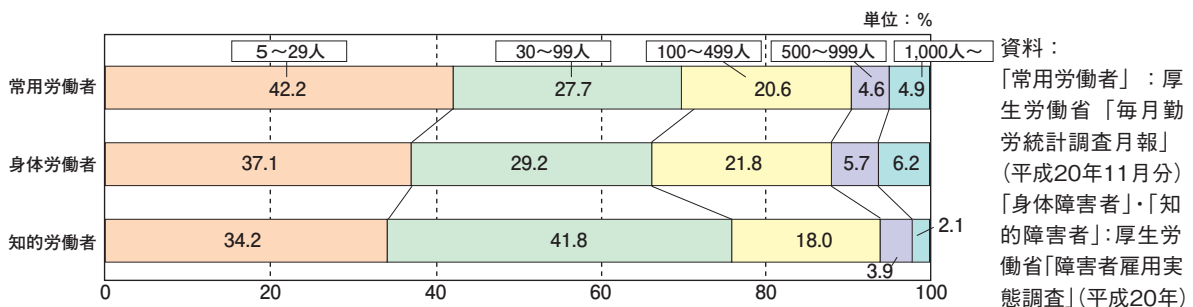 単位：%
5～29人 30～99人 100～499人 500～999人 1,000人～
常用労働者 42.2 27.7 20.6 4.6 4.9
身体労働者 37.1 29.2 21.8 5.7 6.2
知的労働者 34.2 41.8 18.0 3.9 2.1
0 20 40 60 80 100
資料：
「常用労働者」：厚
生労働省「毎月勤
労統計調査月報」
（平成20年11月分）
「身体障害者」・「知
的障害者」：厚生労
働省「障害者雇用実
態調査」（平成20年）